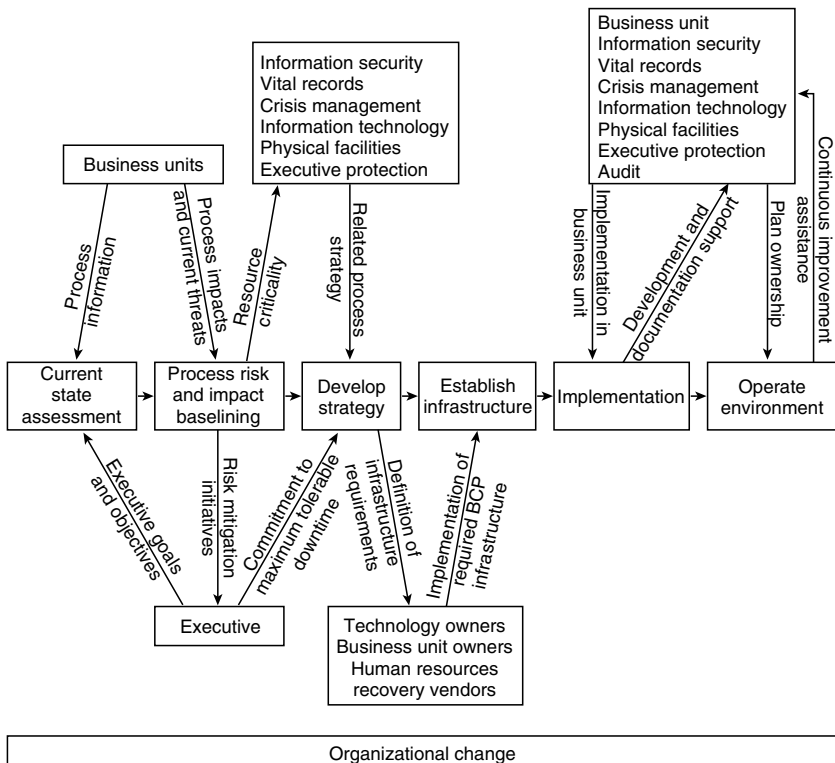 Information security
Vital records
Crisis management
Information technology
Physical facilities
Executive protection
Business unit
Information security
Vital records
Crisis management
Information technology
Physical facilities
Executive protection
Audit
Business units
Process
information
Process impacts
and current threats
Resource
criticality
Related process
strategy
Implementation in
business unit
Development and
documentation support
Plan ownership
Continuous improvement
assistance
Current
state
assessment
Process risk
and impact
baselining
Develop
strategy
Establish
infrastructure
Implementation
Operate
environment
Executive goals
and objectives
Risk mitigation
initiatives
Commitment to
maximum tolerable
downtime
Definition of
infrastructure
requirements
Implementation of
required BCP
infrastructure
Executive
Technology owners
Business unit owners
Human resources
recovery vendors
Organizational change